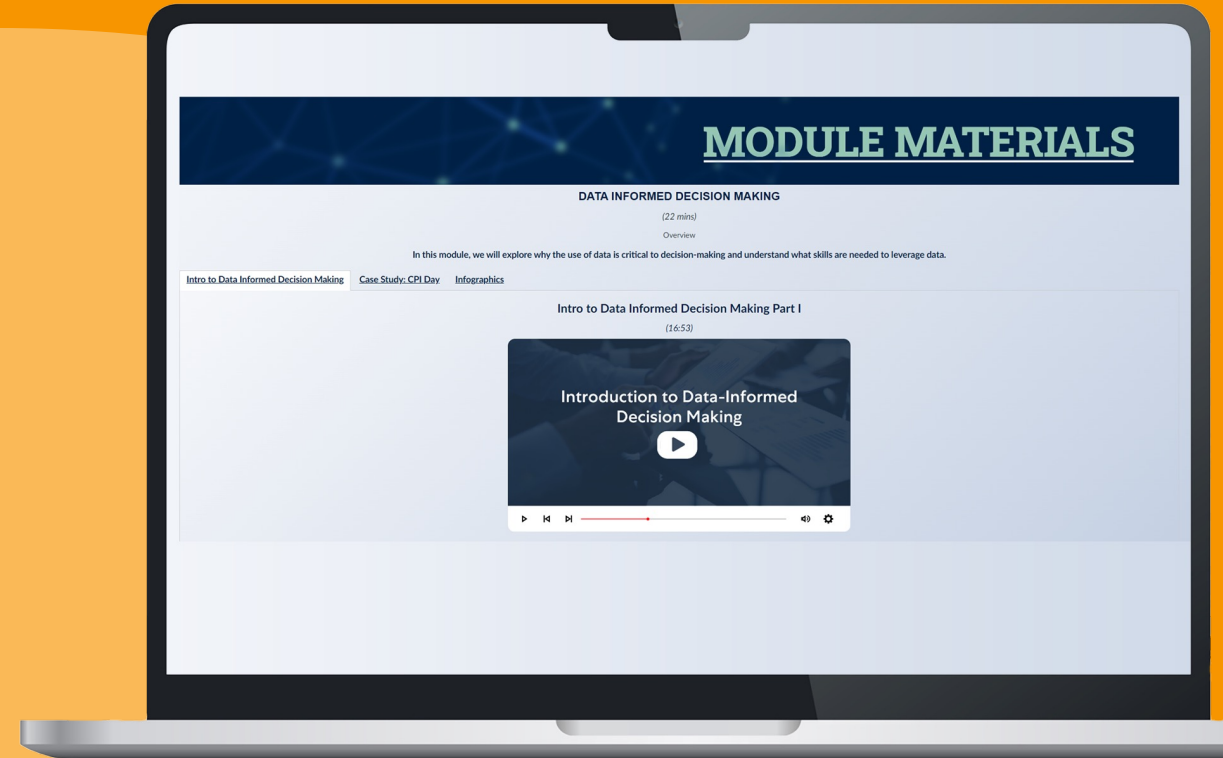 MODULE MATERIALS
DATA INFORMED DECISION MAKING
(22 mins)
Overview
In this module, we will explore why the use of data is critical to decision-making and understand what skills are needed to leverage data.
Intro to Data Informed Decision Making Case Study: CPI Day Infographics
Intro to Data Informed Decision Making Part I
(16:53)
Introduction to Data-Informed
Decision Making